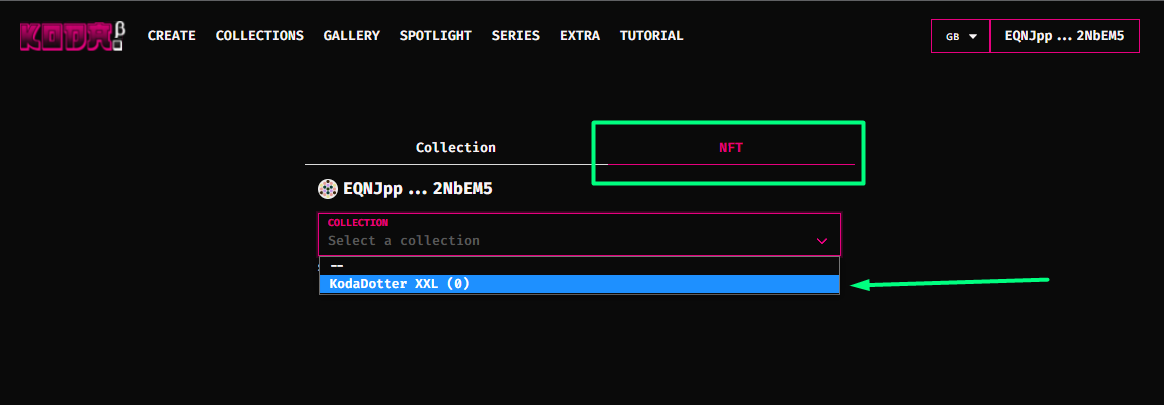 KODA β
CREATE COLLECTIONS GALLERY SPOTLIGHT SERIES EXTRA TUTORIAL GB EQNJpp ... 2NbEM5
Collection NFT
EQNJpp ... 2NbEM5
COLLECTION
Select a collection
--
KodaDotter XXL (0)